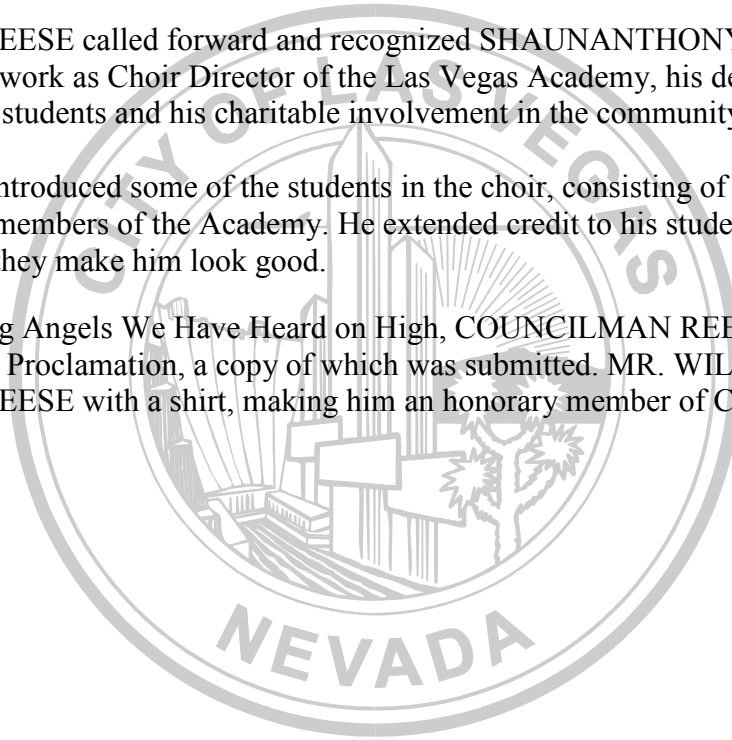 EESE called forward and recognized SHAUNANTHONY
work as Choir Director of the Las Vegas Academy, his de
students and his charitable involvement in the community
ntroduced some of the students in the choir, consisting of
members of the Academy. He extended credit to his stude
they make him look good.
g Angels We Have Heard on High, COUNCILMAN REE
Proclamation, a copy of which was submitted. MR. WIL
EESE with a shirt, making him an honorary member of C
CITY OF LAS VEGAS
NEVADA